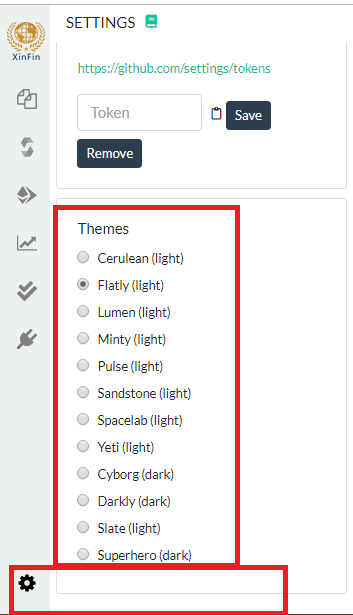 SETTINGS
XinFin
https://github.com/settings/tokens
Token
Save
Remove
Themes
Cerulean (light)
Flatly (light)
Lumen (light)
Minty (light)
Pulse (light)
Sandstone (light)
Spacelab (light)
Yeti (light)
Cyborg (dark)
Darkly (dark)
Slate (light)
Superhero (dark)